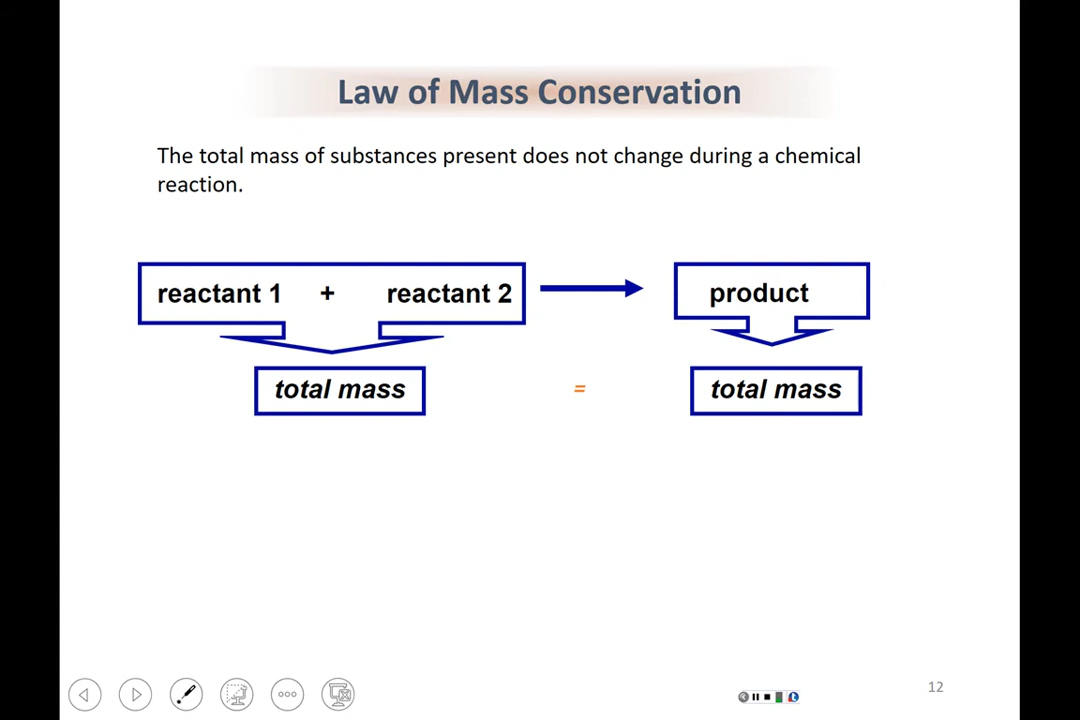 Law of Mass Conservation
The total mass of substances present does not change during a chemical
reaction.
reactant 1 + reactant 2
product
total mass = total mass
12